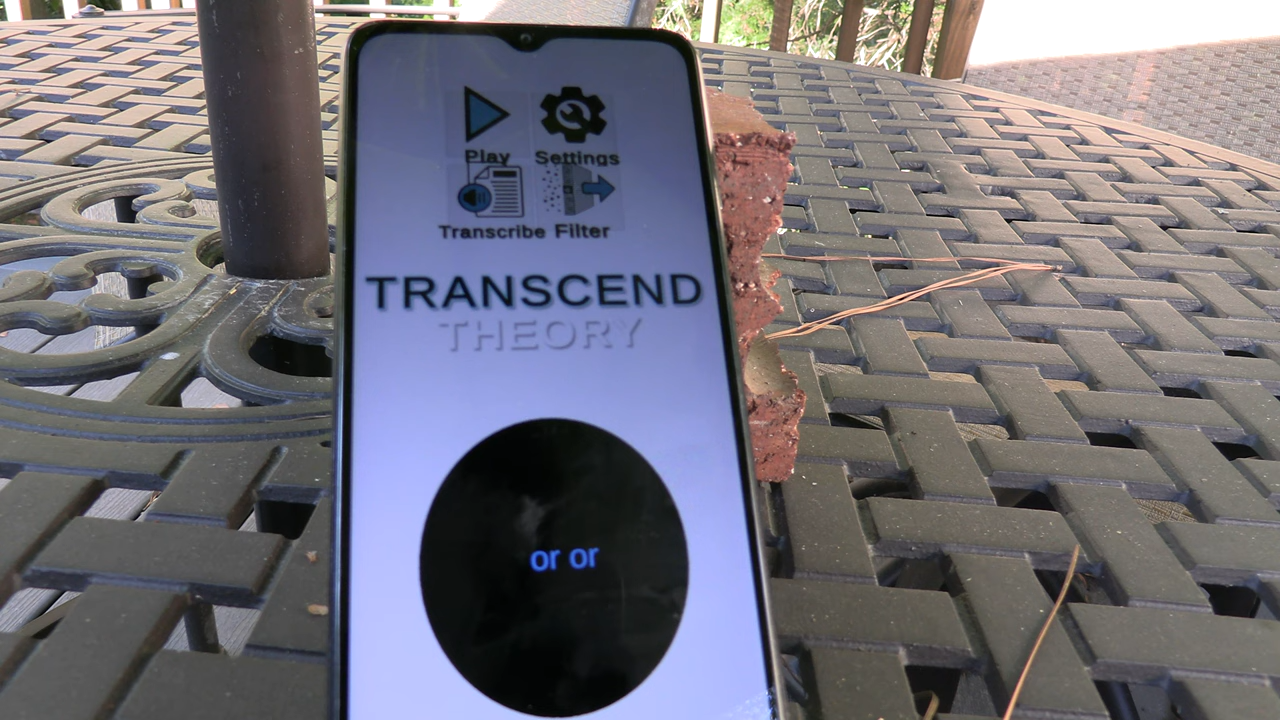 Play Settings
Transcribe Filter
TRANSCEND
THEORY
or or